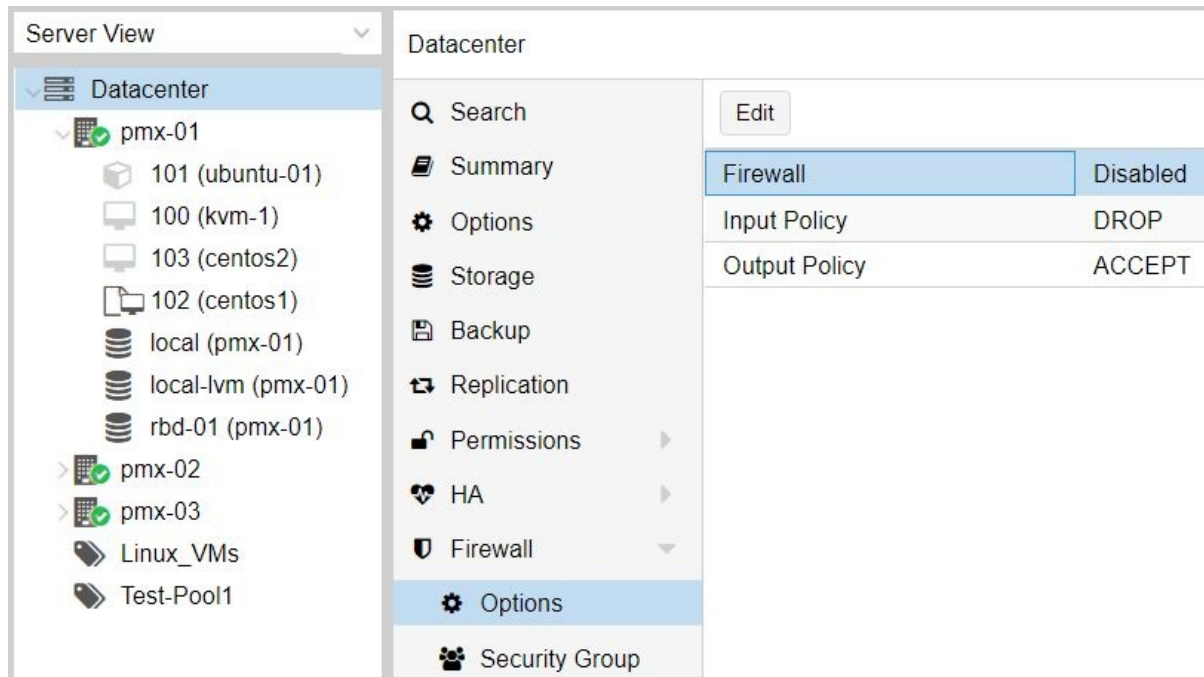 Server View
Datacenter
pmx-01
101 (ubuntu-01)
100 (kvm-1)
103 (centos2)
102 (centos1)
local (pmx-01)
local-lvm (pmx-01)
rbd-01 (pmx-01)
pmx-02
pmx-03
Linux_VMs
Test-Pool1
Datacenter
Search
Summary
Options
Storage
Backup
Replication
Permissions
HA
Firewall
Options
Security Group
Edit
Firewall Disabled
Input Policy DROP
Output Policy ACCEPT